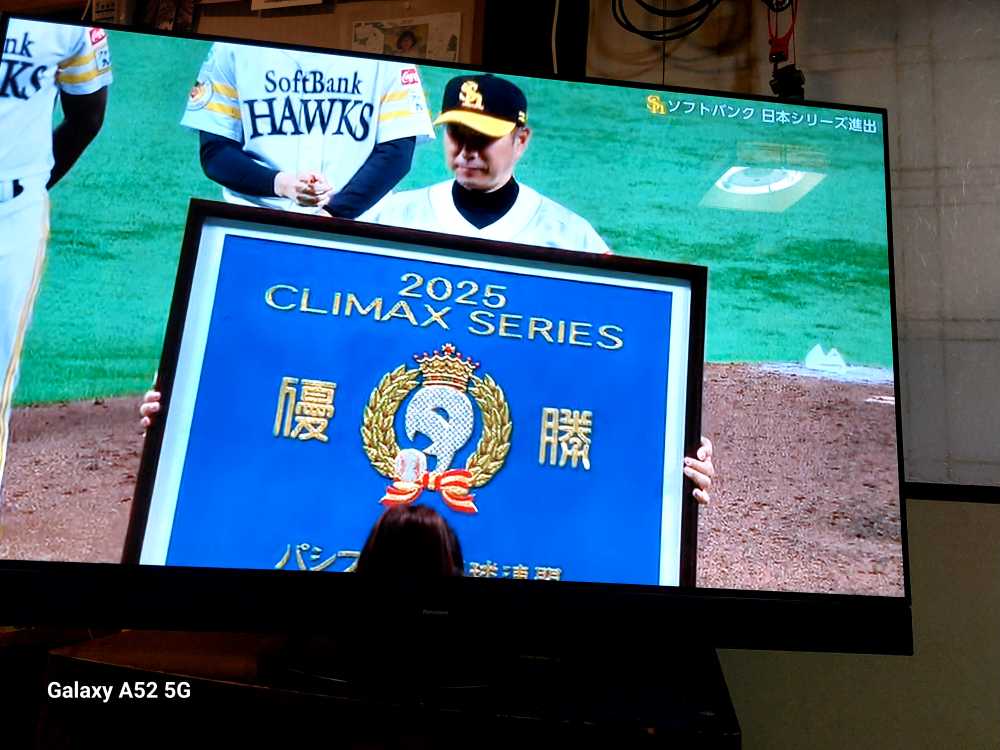 SoftBank
HAWKS
ソフトバンク 日本シリーズ進出
2025
CLIMAX SERIES
優勝
Galaxy A52 5G